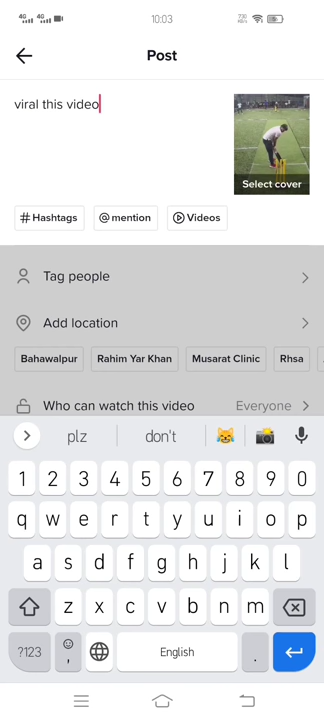 4G 4G 10:03 7.30 KB/S
Post
viral this video
Select cover
# Hashtags @ mention Videos
Tag people
Add location
Bahawalpur Rahim Yar Khan Musarat Clinic Rhsa
Who can watch this video Everyone
plz don't
1 2 3 4 5 6 7 8 9 0
q w e r t y u i o p
a s d f g h j k l
z x c v b n m
?123 , English .